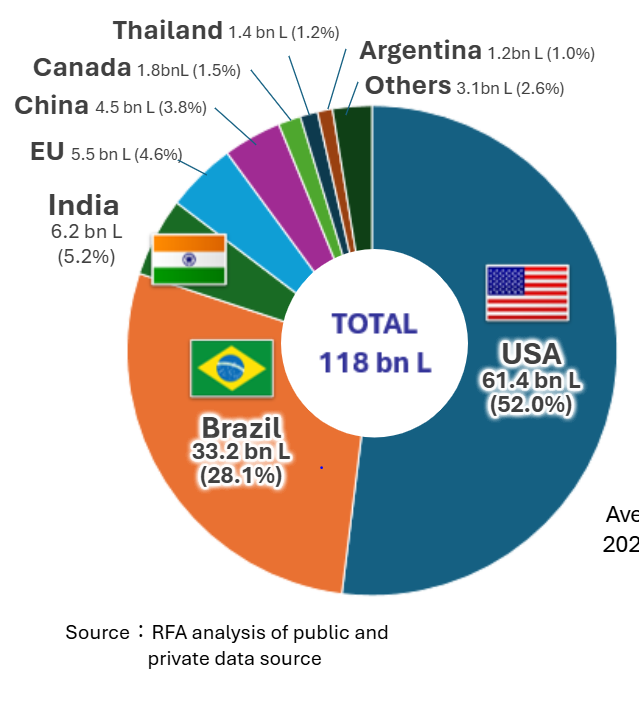 Thailand 1.4 bn L (1.2%)
Argentina 1.2bn L (1.0%)
Canada 1.8bnL (1.5%)
Others 3.1bn L (2.6%)
China 4.5 bn L (3.8%)
EU 5.5 bn L (4.6%)
India
6.2 bn L
(5.2%)
TOTAL
118 bn L
USA
61.4 bn L
(52.0%)
Brazil
33.2 bn L
(28.1%)
Ave
202
Source：RFA analysis of public and
private data source